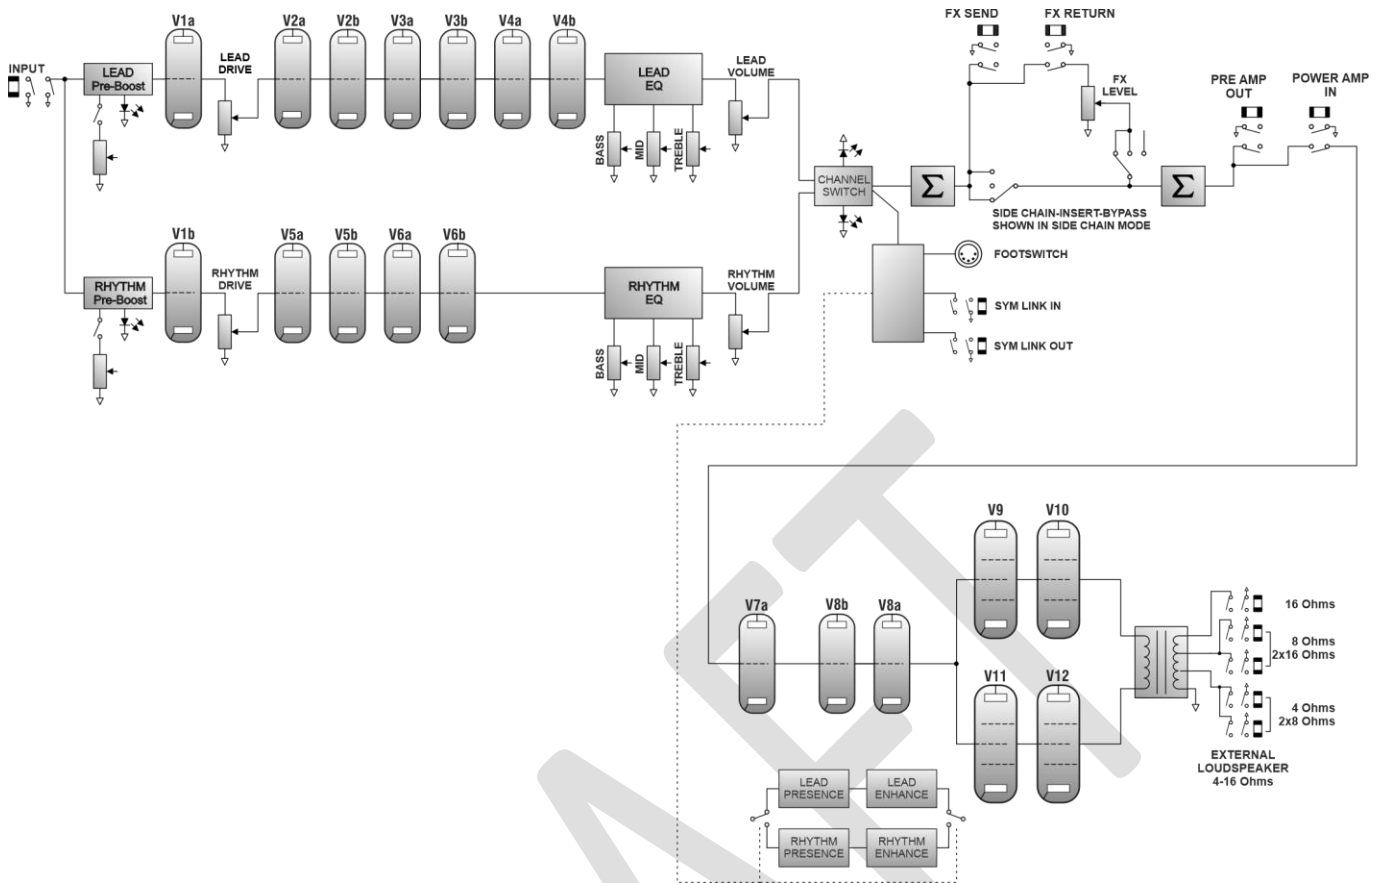 FX SEND
FX RETURN
V1a
V2a
V2b
V3a
V3b
V4a
V4b
INPUT
LEAD
Pre-Boost
LEAD
DRIVE
LEAD
EQ
LEAD
VOLUME
FX
LEVEL
PRE AMP
OUT
POWER AMP
IN
BASS
MID
TREBLE
CHANNEL
SWITCH
Σ
Σ
SIDE CHAIN-INSERT-BYPASS
SHOWN IN SIDE CHAIN MODE
V1b
V5a
V5b
V6a
V6b
FOOTSWITCH
RHYTHM
Pre-Boost
RHYTHM
DRIVE
RHYTHM
EQ
RHYTHM
VOLUME
SYM LINK IN
SYM LINK OUT
BASS
MID
TREBLE
V9
V10
V7a
V8b
V8a
16 Ohms
8 Ohms
2x16 Ohms
V11
V12
4 Ohms
2x8 Ohms
EXTERNAL
LOUDSPEAKER
4-16 Ohms
LEAD
PRESENCE
LEAD
ENHANCE
RHYTHM
PRESENCE
RHYTHM
ENHANCE